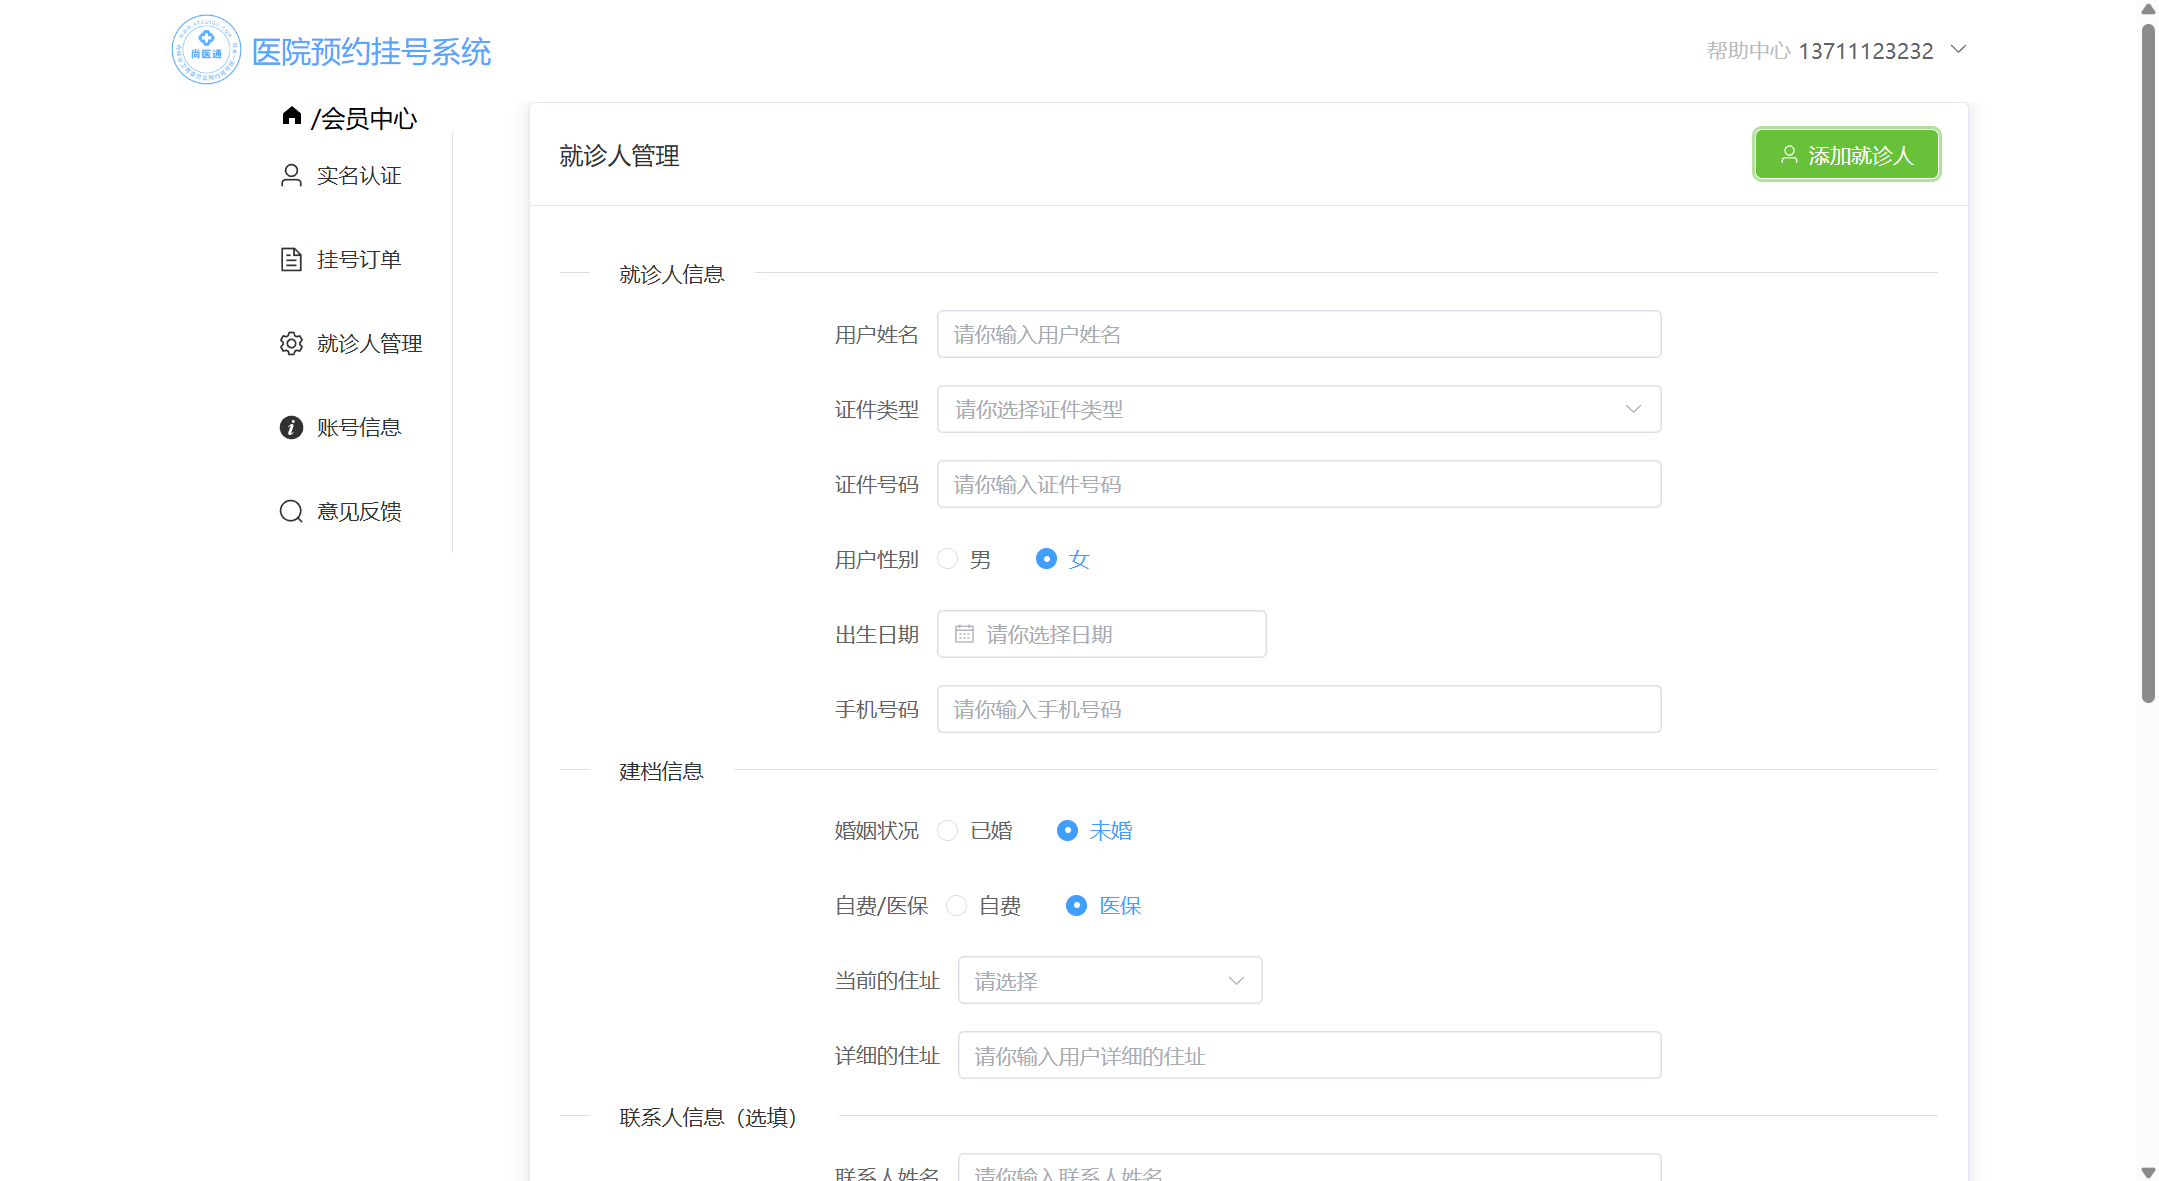 尚医通
医院预约挂号系统
帮助中心 13711123232
/会员中心
实名认证
挂号订单
就诊人管理
账号信息
意见反馈
就诊人管理
添加就诊人
就诊人信息
用户姓名 请你输入用户姓名
证件类型 请你选择证件类型
证件号码 请你输入证件号码
用户性别 男 女
出生日期 请你选择日期
手机号码 请你输入手机号码
建档信息
婚姻状况 已婚 未婚
自费/医保 自费 医保
当前的住址 请选择
详细的住址 请你输入用户详细的住址
联系人信息（选填）
联系人姓名 请你输入联系人姓名